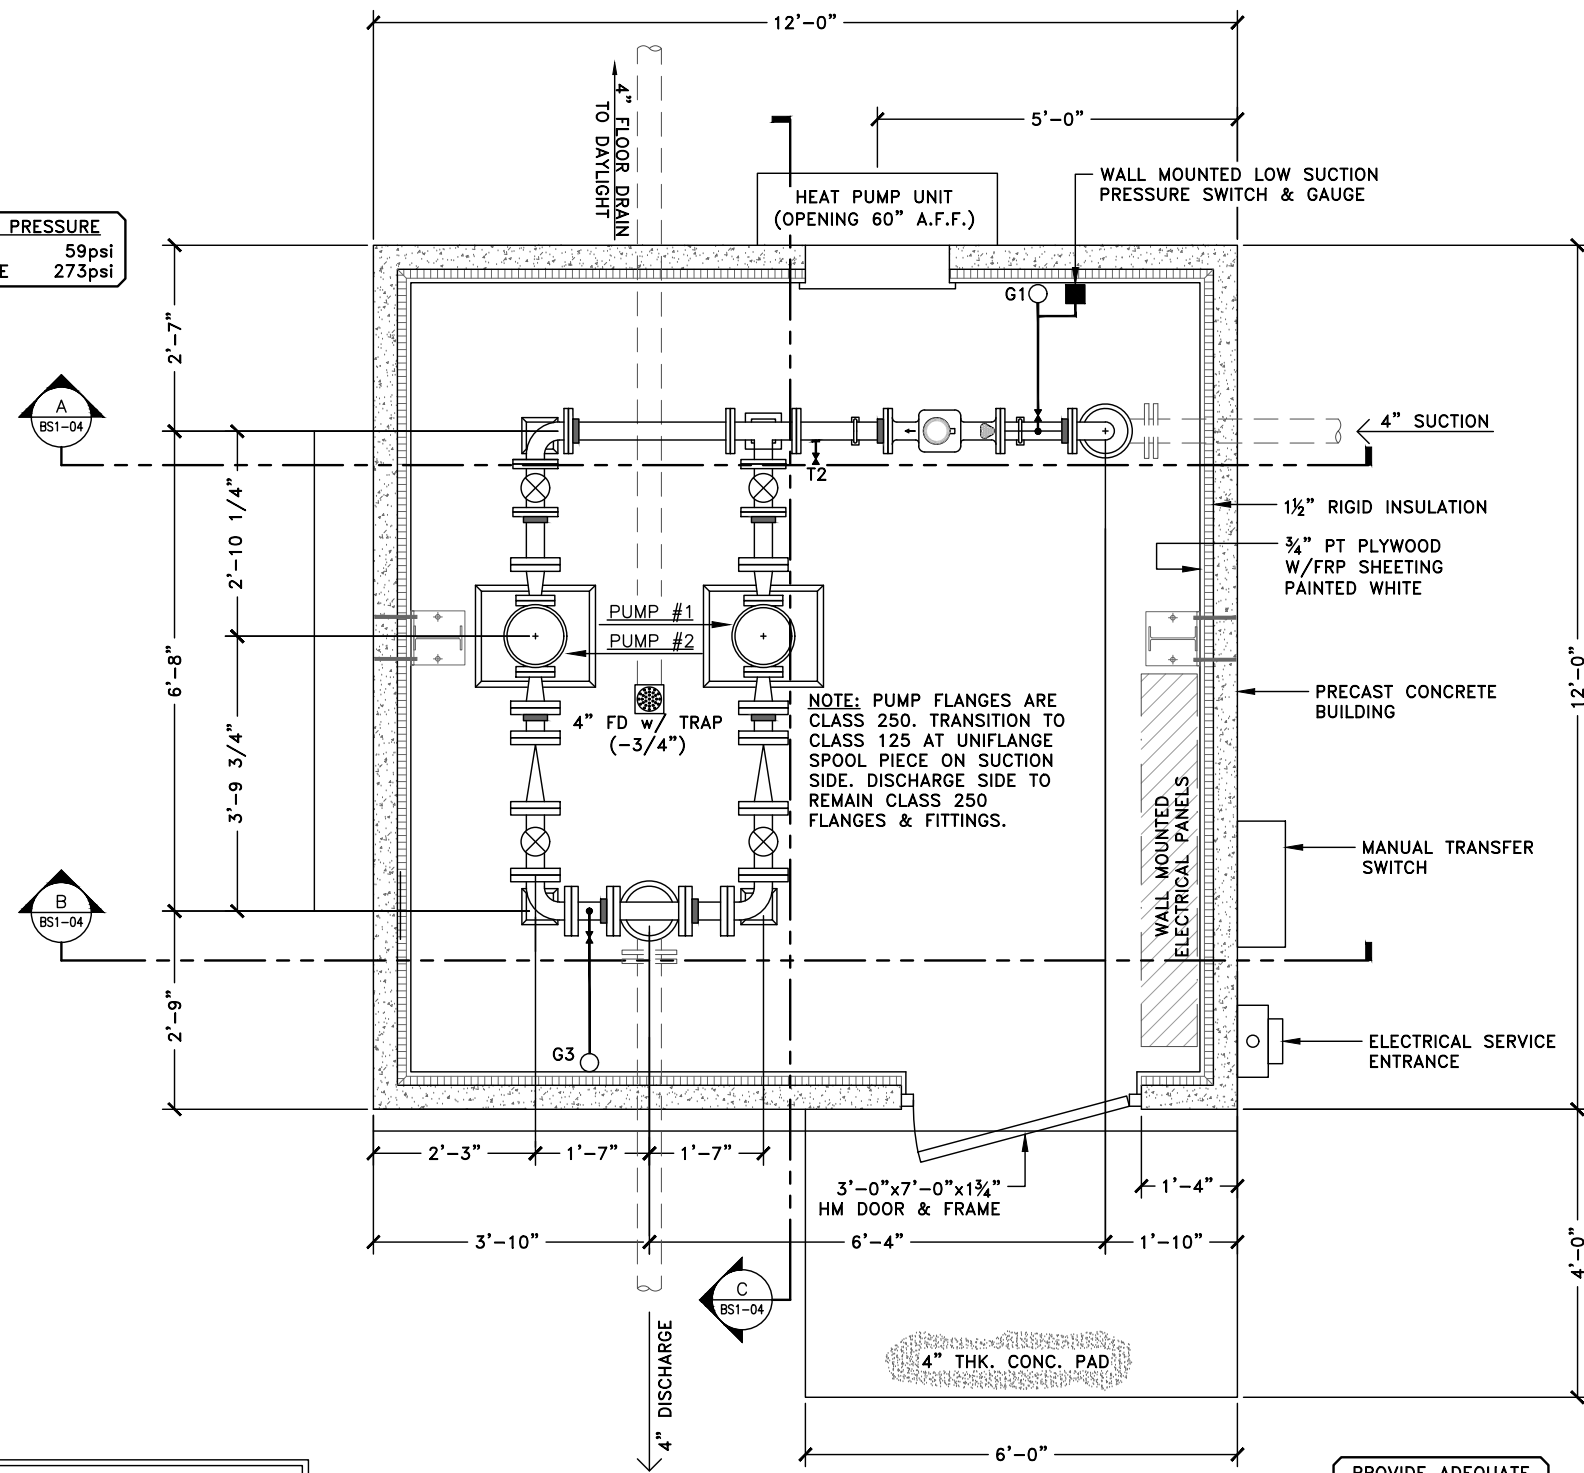 12'-0"
4" FLOOR DRAIN
TO DAYLIGHT
5'-0"
WALL MOUNTED LOW SUCTION
PRESSURE SWITCH & GAUGE
HEAT PUMP UNIT
(OPENING 60" A.F.F.)
PRESSURE
59psi
E 273psi
2'-7"
G1
A
BS1-04
4" SUCTION
T2
2'-10 1/4"
1½" RIGID INSULATION
¾" PT PLYWOOD
W/FRP SHEETING
PAINTED WHITE
PUMP #1
PUMP #2
6'-8"
12'-0"
4" FD w/ TRAP
(-3/4")
NOTE: PUMP FLANGES ARE
CLASS 250. TRANSITION TO
CLASS 125 AT UNIFLANGE
SPOOL PIECE ON SUCTION
SIDE. DISCHARGE SIDE TO
REMAIN CLASS 250
FLANGES & FITTINGS.
PRECAST CONCRETE
BUILDING
3'-9 3/4"
WALL MOUNTED
ELECTRICAL PANELS
MANUAL TRANSFER
SWITCH
B
BS1-04
2'-9"
G3
ELECTRICAL SERVICE
ENTRANCE
2'-3"
1'-7"
1'-7"
3'-0"x7'-0"x1¾"
HM DOOR & FRAME
1'-4"
3'-10"
6'-4"
1'-10"
4'-0"
C
BS1-04
4" DISCHARGE
4" THK. CONC. PAD
6'-0"
PROVIDE ADEQUATE